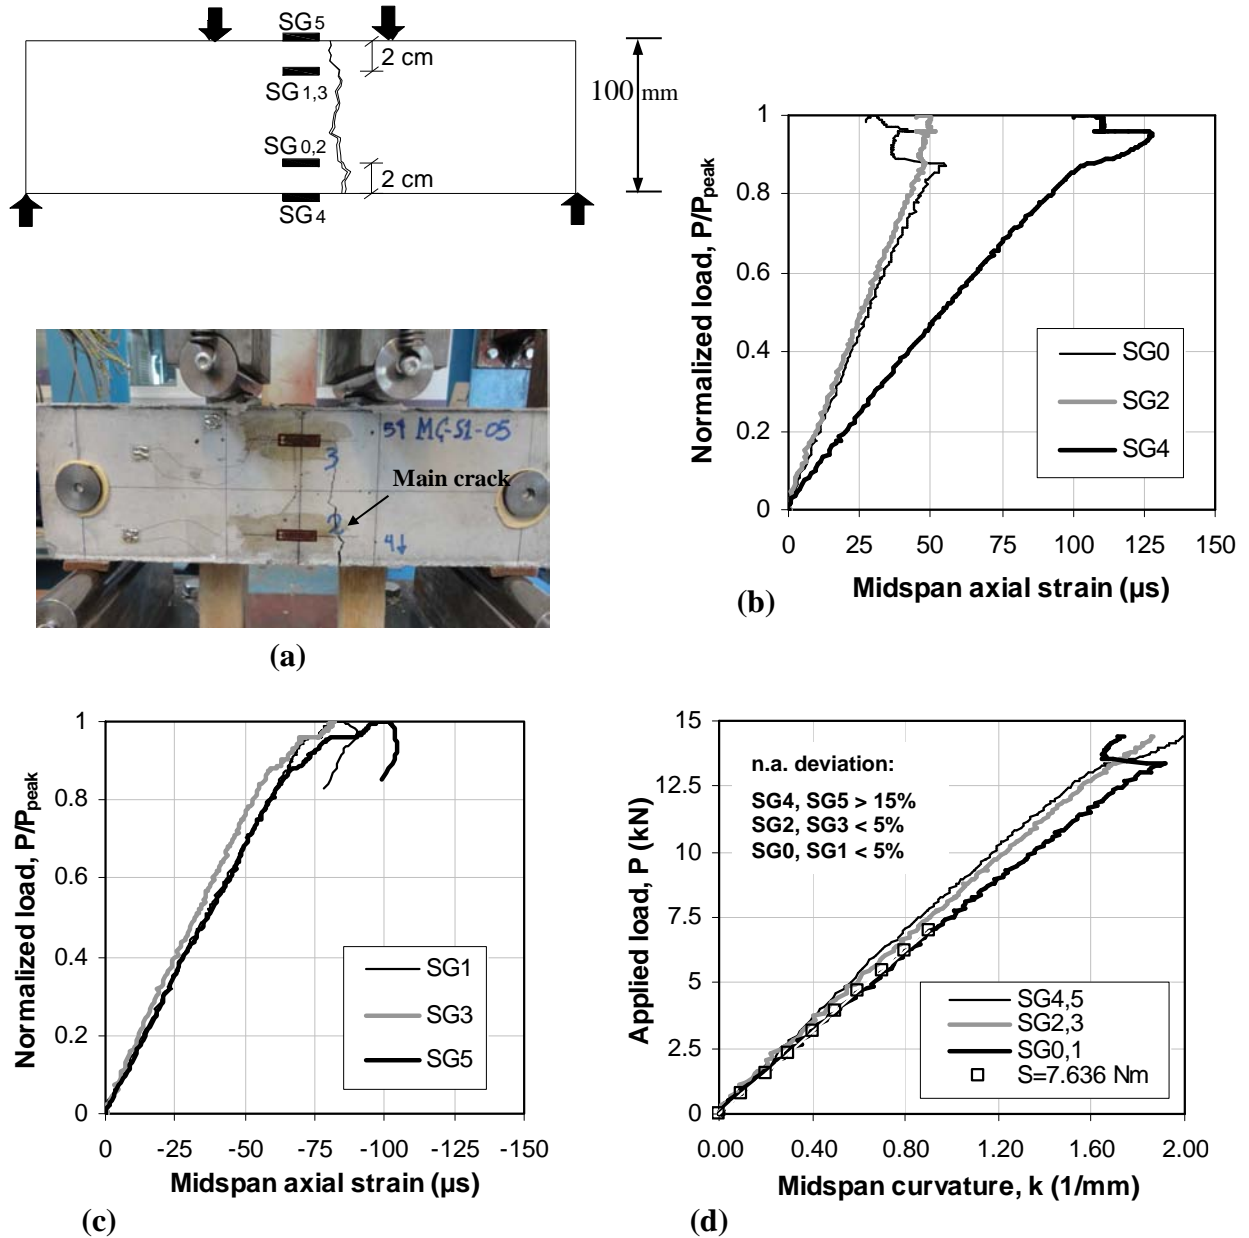 SG5
2 cm
SG1,3
100 mm
SG0,2
2 cm
SG4
3
54 MG-S1-05
Main crack
2
4↓
(a)
Normalized load, P/Ppeak
1
0.8
0.6
0.4
0.2
0
0 25 50 75 100 125 150
SG0
SG2
SG4
Midspan axial strain (µs)
(b)
Normalized load, P/Ppeak
1
0.8
0.6
0.4
0.2
0
0 -25 -50 -75 -100 -125 -150
SG1
SG3
SG5
Midspan axial strain (µs)
(c)
Applied load, P (kN)
15
12.5
10
7.5
5
2.5
0
0.00 0.40 0.80 1.20 1.60 2.00
n.a. deviation:
SG4, SG5 > 15%
SG2, SG3 < 5%
SG0, SG1 < 5%
SG4,5
SG2,3
SG0,1
S=7.636 Nm
Midspan curvature, k (1/mm)
(d)